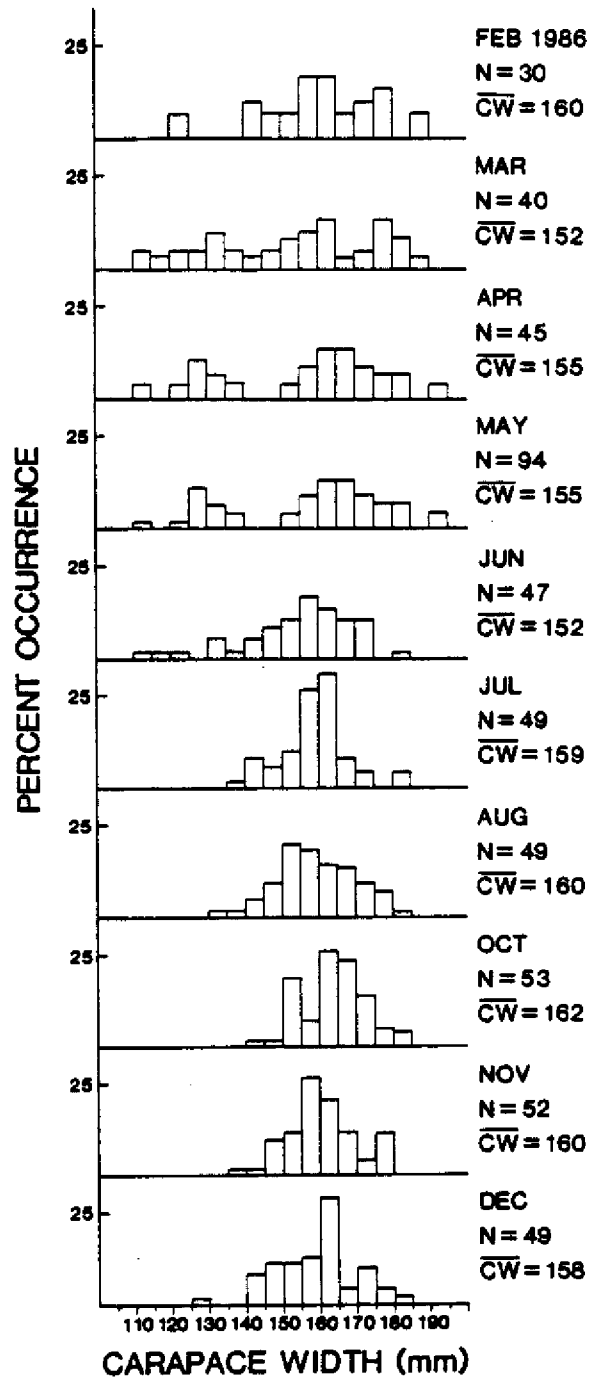 PERCENT OCCURRENCE
25
FEB 1986
N=30
CW=160
25
MAR
N=40
CW=152
25
APR
N=45
CW=155
25
MAY
N=94
CW=155
25
JUN
N=47
CW=152
25
JUL
N=49
CW=159
25
AUG
N=49
CW=160
25
OCT
N=53
CW=162
25
NOV
N=52
CW=160
25
DEC
N=49
CW=158
110 120 130 140 150 160 170 180 190
CARAPACE WIDTH (mm)